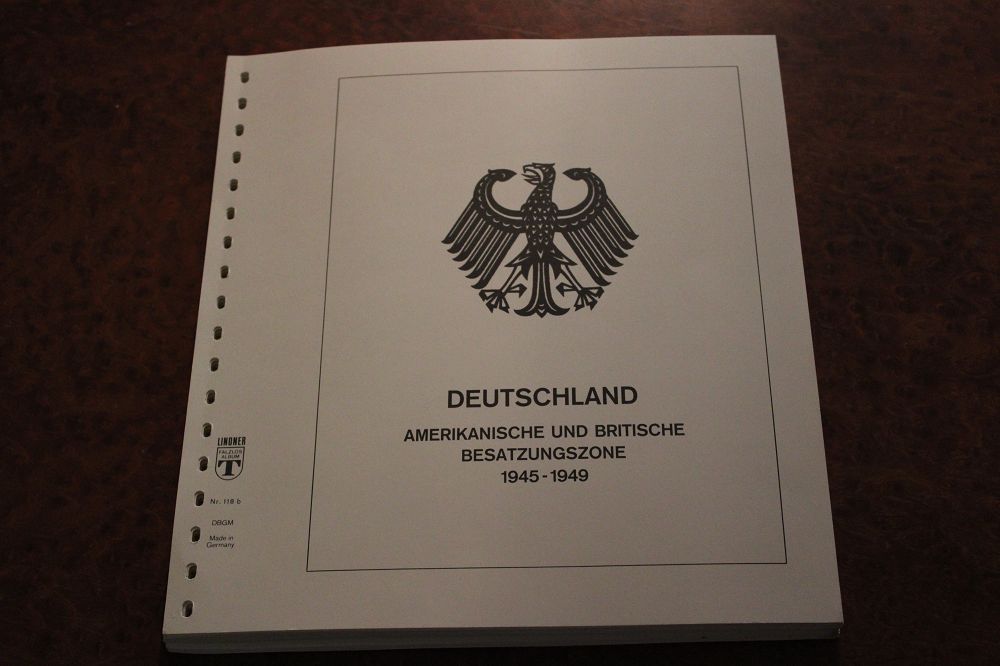 DEUTSCHLAND
AMERIKANISCHE UND BRITISCHE
BESATZUNGSZONE
1945-1949
LINDNER
FALZLOS
ALBUM
T
Nr. 118 b
DBGM
Made in
Germany